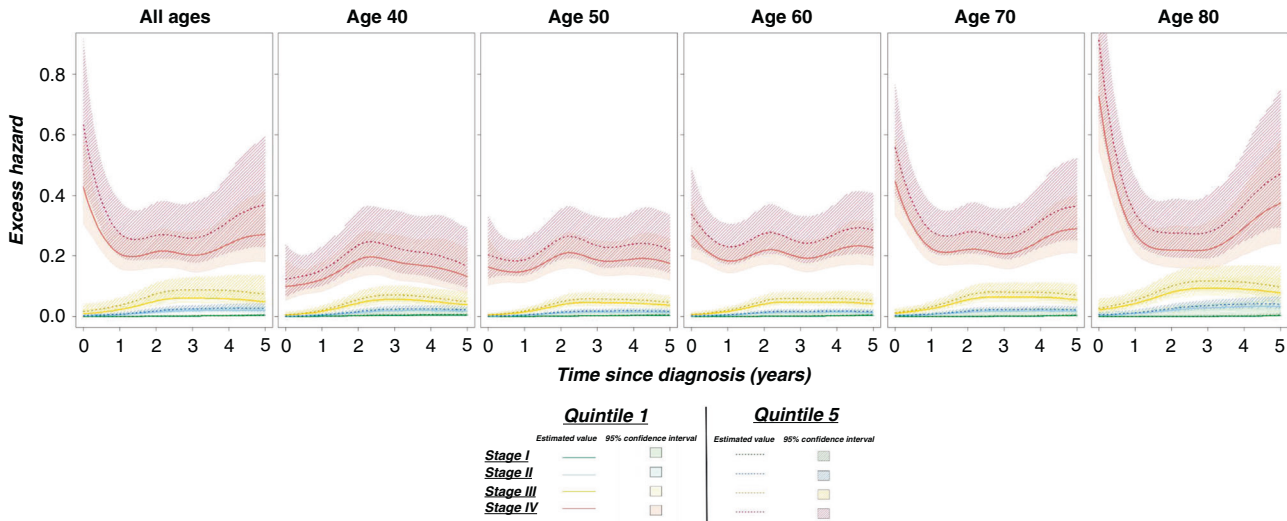 All ages Age 40 Age 50 Age 60 Age 70 Age 80
Excess hazard
0.8
0.6
0.4
0.2
0.0
0 1 2 3 4 5 0 1 2 3 4 5 0 1 2 3 4 5 0 1 2 3 4 5 0 1 2 3 4 5 0 1 2 3 4 5
Time since diagnosis (years)
Quintile 1 Quintile 5
Estimated value 95% confidence interval Estimated value 95% confidence interval
Stage I
Stage II
Stage III
Stage IV